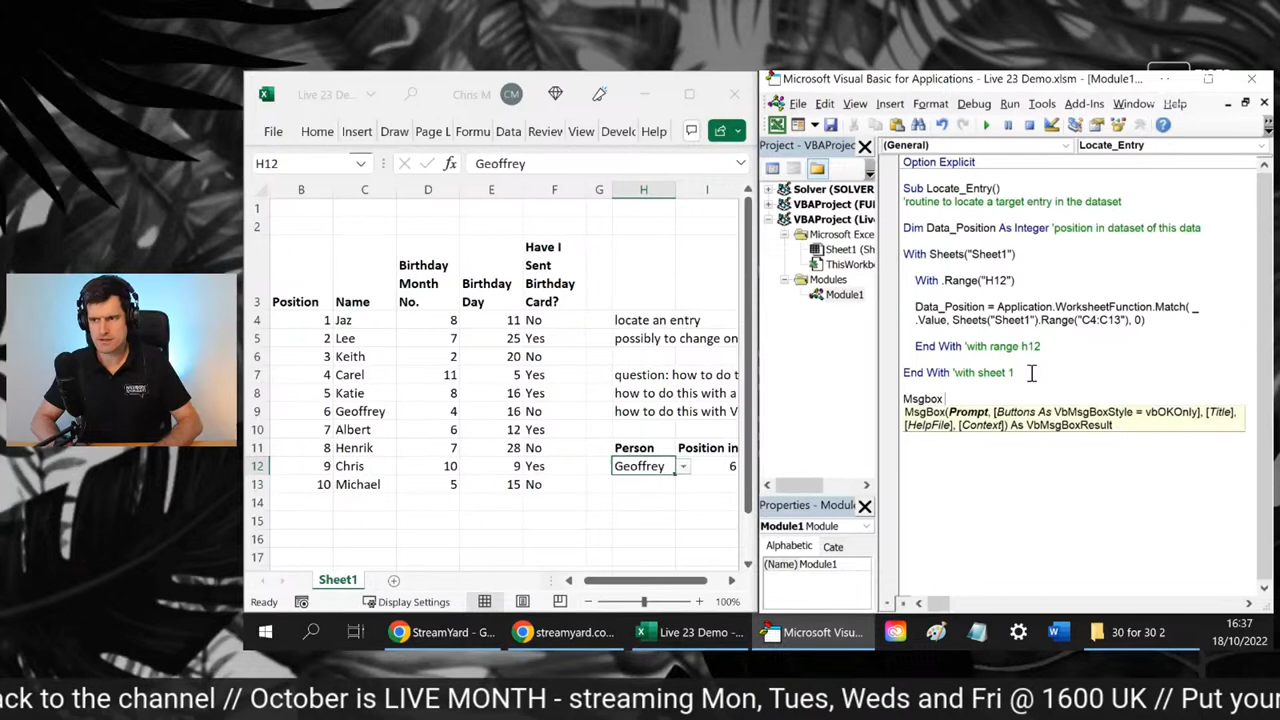 Live 23 De...
Chris M
CM
File
Home
Insert
Draw
Page L
Formu
Data
Review
View
Develo
Help
H12
Geoffrey
B
C
D
E
F
G
H
I
1
2
3
Position
Name
Birthday
Month
No.
Birthday
Day
Have I
Sent
Birthday
Card?
4 1 Jaz 8 11 No locate an entry
5 2 Lee 7 25 Yes possibly to change on
6 3 Keith 2 20 No
7 4 Carel 11 5 Yes question: how to do t
8 5 Katie 8 16 Yes how to do this with a
9 6 Geoffrey 4 16 No how to do this with V
10 7 Albert 6 12 Yes
11 8 Henrik 7 28 No Person Position in
12 9 Chris 10 9 Yes Geoffrey 6
13 10 Michael 5 15 No
14
15
16
17
Sheet1
Ready
Display Settings
100%
Microsoft Visual Basic for Applications - Live 23 Demo.xlsm - [Module1...
File
Edit
View
Insert
Format
Debug
Run
Tools
Add-Ins
Window
Help
Project - VBAProjec
Solver (SOLVER
VBAProject (FU
VBAProject (Liv
Microsoft Exce
Sheet1 (Sh
ThisWorkb
Modules
Module1
Properties - Module
Module1 Module
Alphabetic
Cate
(Name) Module1
(General)
Locate_Entry
Option Explicit
Sub Locate_Entry()
'routine to locate a target entry in the dataset
Dim Data_Position As Integer 'position in dataset of this data
With Sheets("Sheet1")
With .Range("H12")
Data_Position = Application.WorksheetFunction.Match( _
.Value, Sheets("Sheet1").Range("C4:C13"), 0)
End With 'with range h12
End With 'with sheet 1
Msgbox
MsgBox(Prompt, [Buttons As VbMsgBoxStyle = vbOKOnly], [Title],
[HelpFile], [Context]) As VbMsgBoxResult
StreamYard - G...
streamyard.co...
Live 23 Demo -...
Microsoft Visu...
30 for 30 2
16:37
18/10/2022
ack to the channel // October is LIVE MONTH - streaming Mon, Tues, Weds and Fri @ 1600 UK // Put your